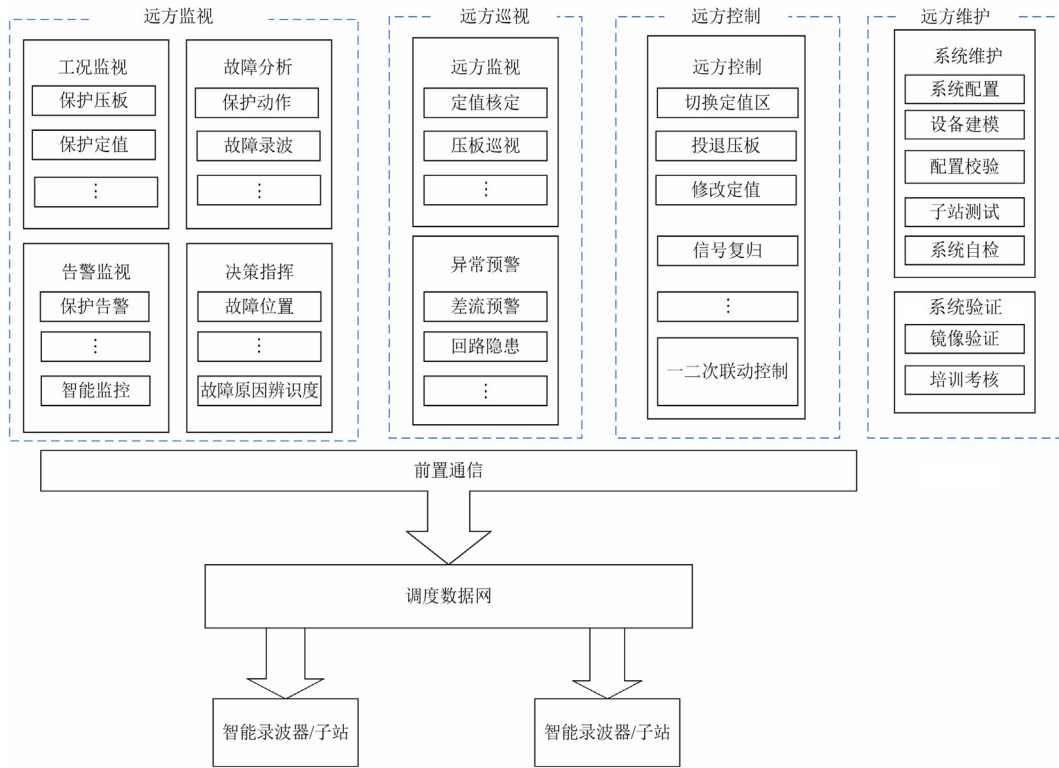 远方监视
工况监视
保护压板
保护定值
⋮
故障分析
保护动作
故障录波
⋮
告警监视
保护告警
⋮
智能监控
决策指挥
故障位置
⋮
故障原因辨识度
远方巡视
远方监视
定值核定
压板巡视
⋮
异常预警
差流预警
回路隐患
⋮
远方控制
远方控制
切换定值区
投退压板
修改定值
信号复归
⋮
一二次联动控制
远方维护
系统维护
系统配置
设备建模
配置校验
子站测试
系统自检
系统验证
镜像验证
培训考核
前置通信
调度数据网
智能录波器/子站
智能录波器/子站